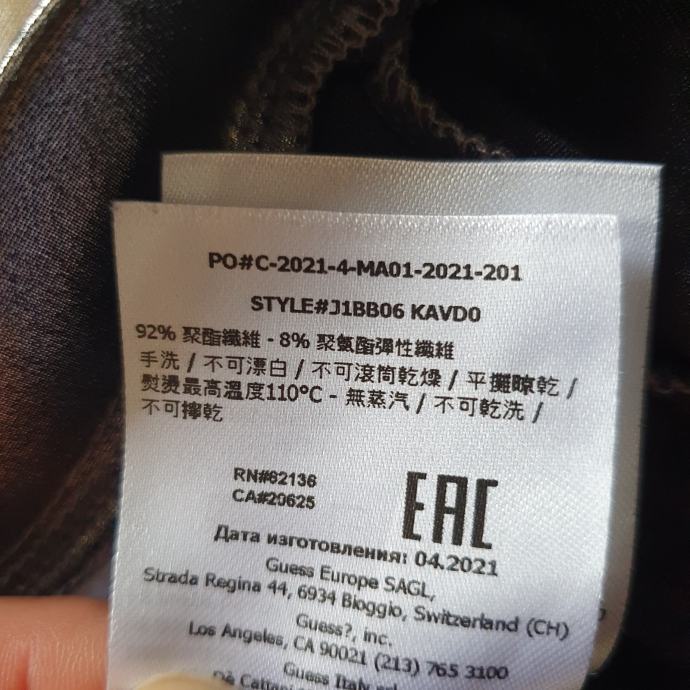 PO#C-2021-4-MA01-2021-201
STYLE#J1BB06 KAVD0
92% 聚酯纖維 - 8% 聚氨酯彈性纖維
手洗 / 不可漂白 / 不可滾筒乾燥 / 平攤晾乾 /
熨燙最高溫度110°C - 無蒸汽 / 不可乾洗 /
不可擰乾
RN#62136
CA#20625
EAC
Дата изготовления: 04.2021
Guess Europe SAGL,
Strada Regina 44, 6934 Bioggio, Switzerland (CH)
Guess?, inc.
Los Angeles, CA 90021 (213) 765 3100
Guess Italy srl